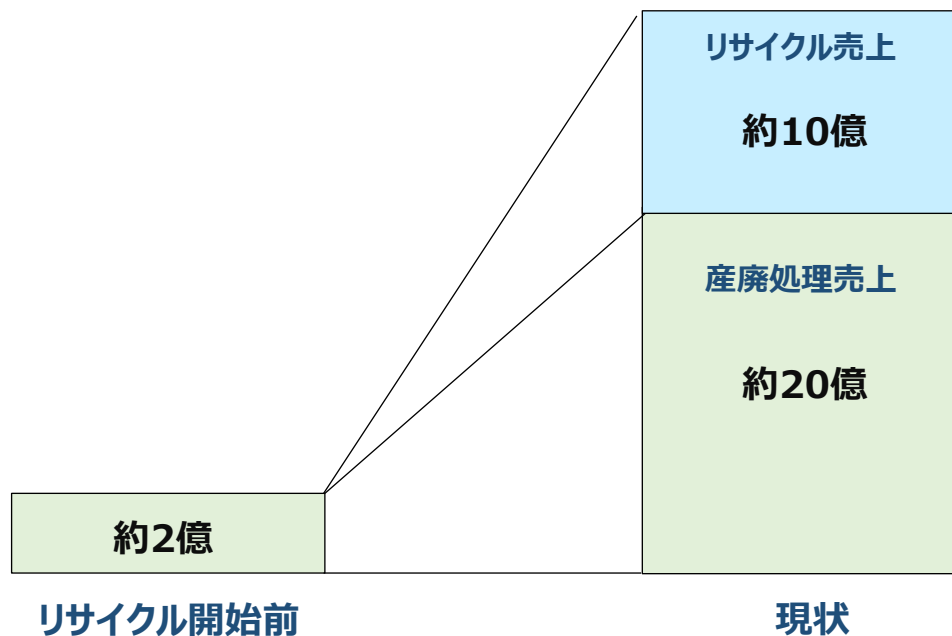 リサイクル売上
約10億
産廃処理売上
約20億
約2億
リサイクル開始前
現状